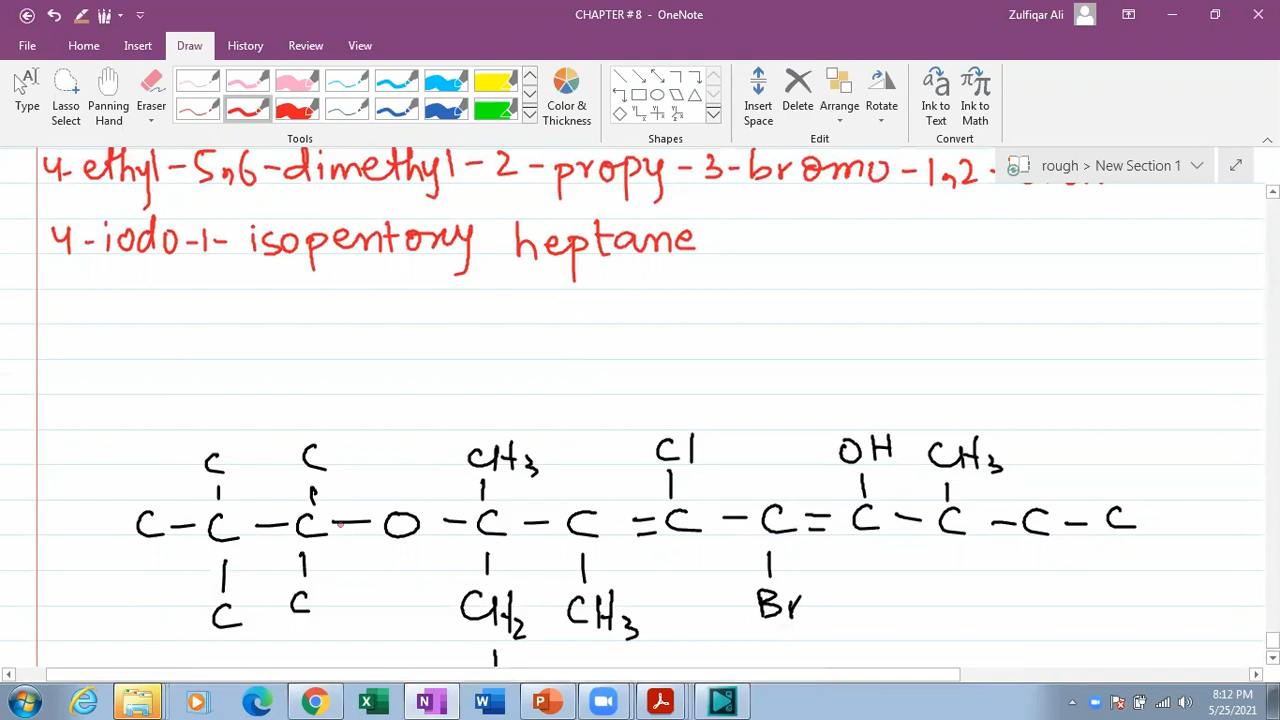 CHAPTER # 8 - OneNote
Zulfiqar Ali
File Home Insert Draw History Review View
Type Lasso Select Panning Hand Eraser
Color & Thickness
Insert Space Delete Arrange Rotate
Ink to Text Ink to Math
Tools Shapes Edit Convert
4-ethyl-5,6-dimethyl-2-propy-3-bromo-1,2-
rough > New Section 1
4-iodo-1-isopentoxy heptane
C C CH3 Cl OH CH3
C - C - C - O - C - C = C - C = C - C - C - C
C C CH2 CH3 Br
8:12 PM
5/25/2021